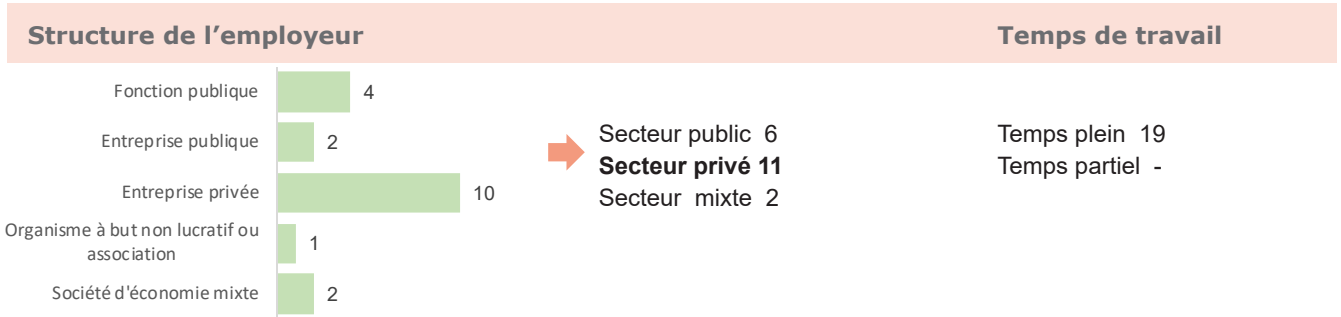 Structure de l’employeur
Temps de travail
Fonction publique 4
Entreprise publique 2
Entreprise privée 10
Organisme à but non lucratif ou
association 1
Société d'économie mixte 2
Secteur public 6
Secteur privé 11
Secteur mixte 2
Temps plein 19
Temps partiel -